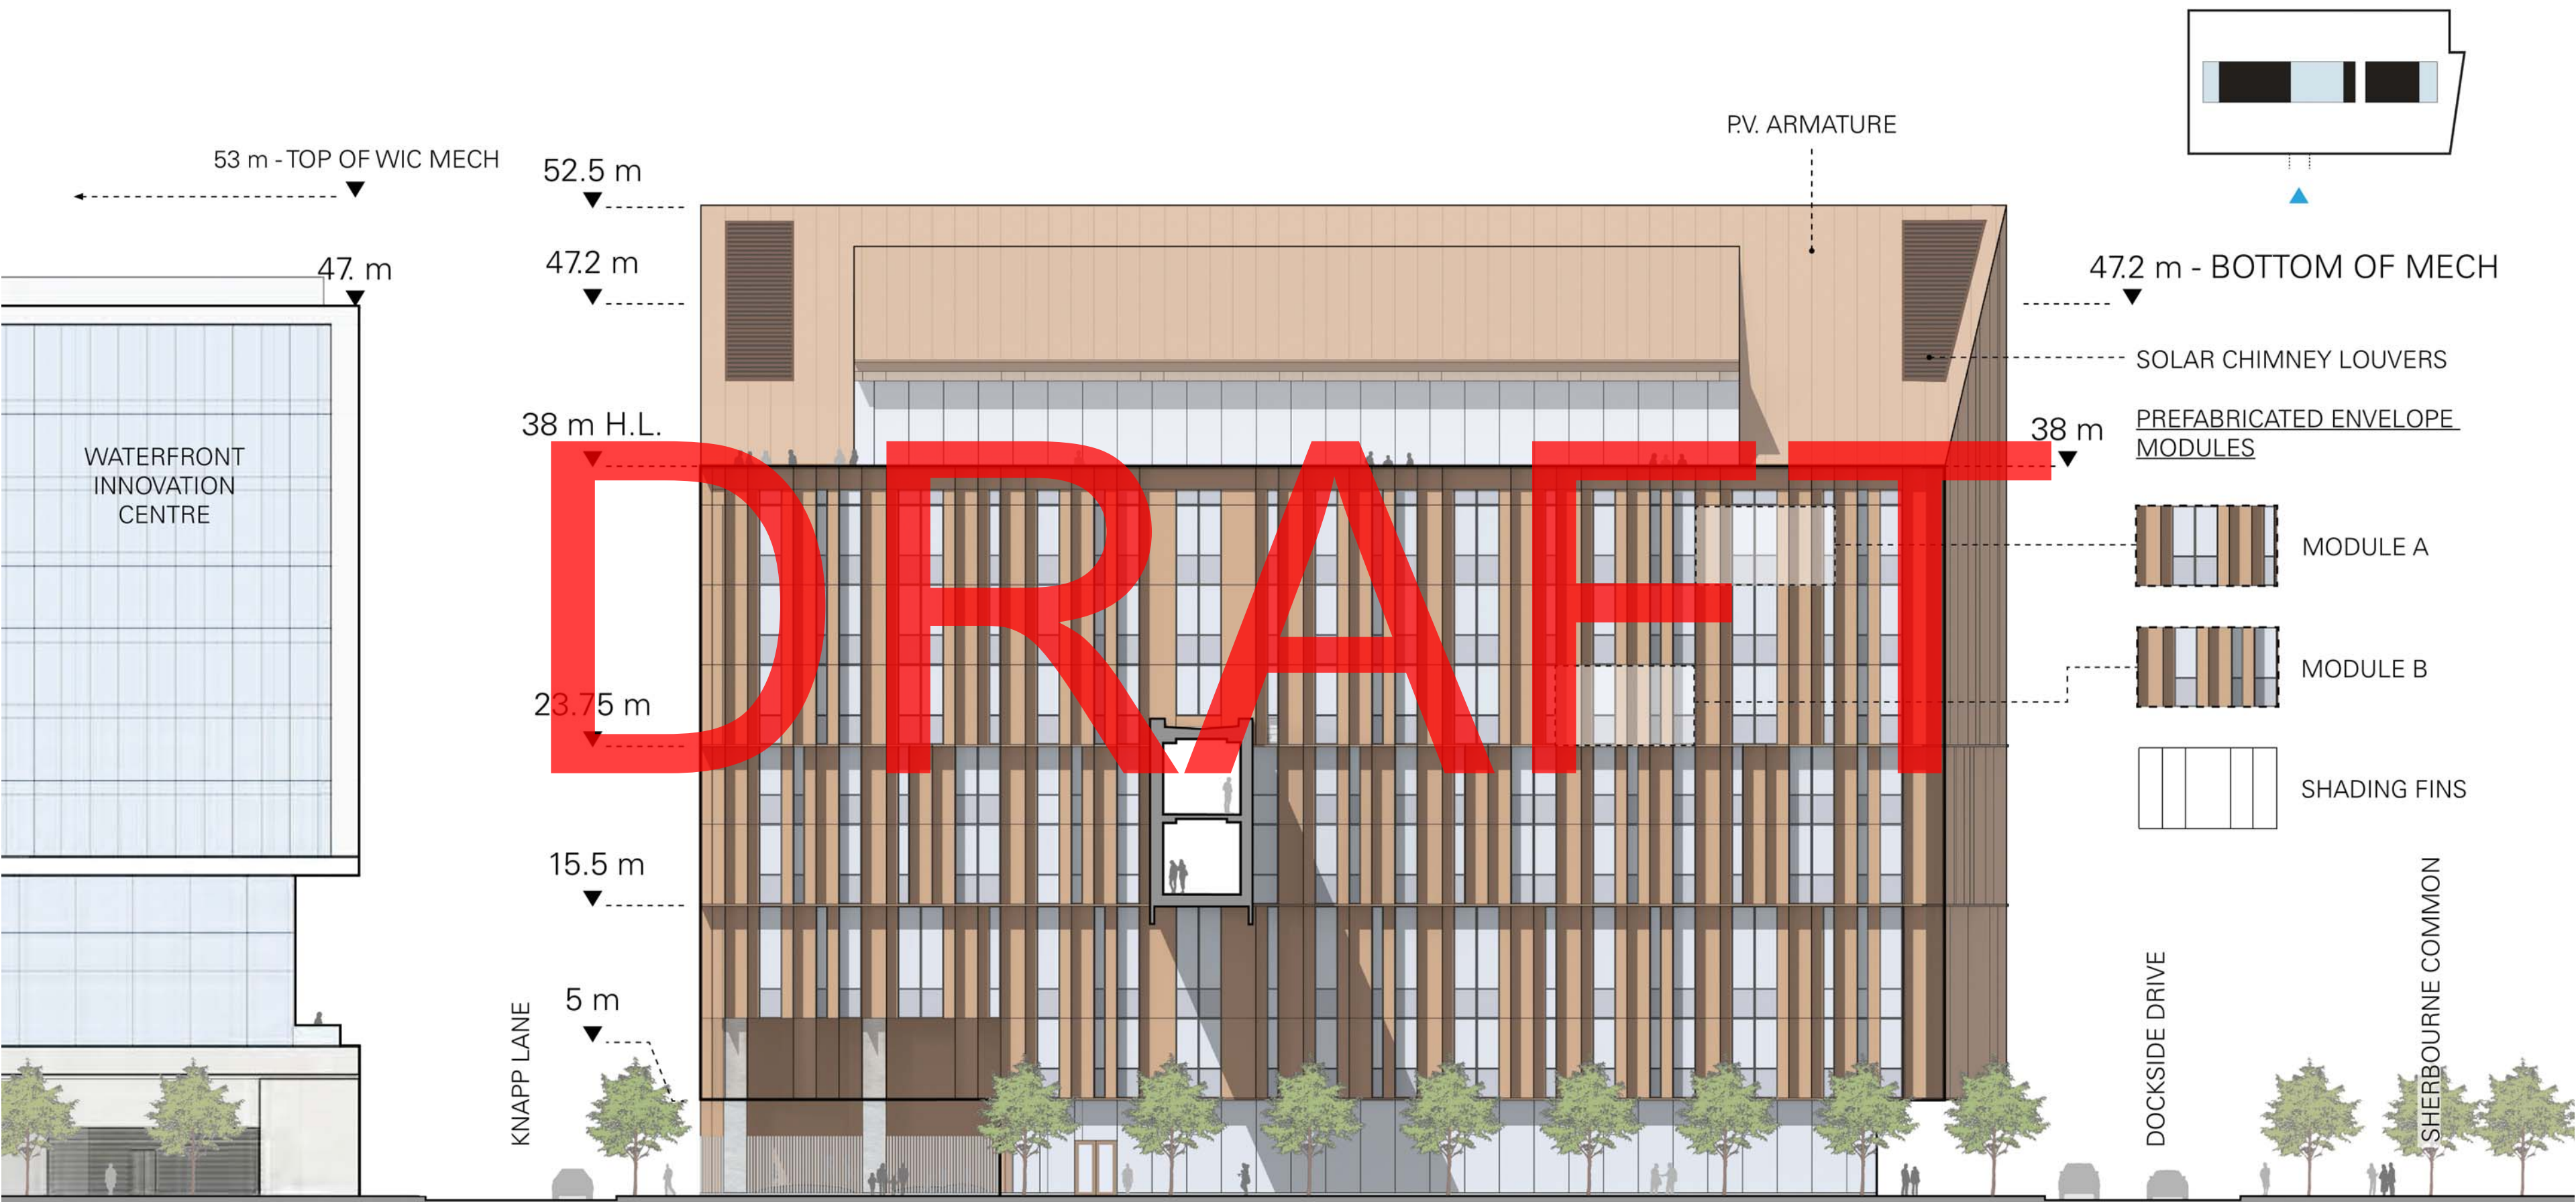 P.V. ARMATURE
53 m - TOP OF WIC MECH
52.5 m
47. m
47.2 m
47.2 m - BOTTOM OF MECH
SOLAR CHIMNEY LOUVERS
38 m H.L.
38 m
PREFABRICATED ENVELOPE
MODULES
WATERFRONT
INNOVATION
CENTRE
DRAFT
MODULE A
MODULE B
23.75 m
SHADING FINS
15.5 m
5 m
KNAPP LANE
DOCKSIDE DRIVE
SHERBOURNE COMMON